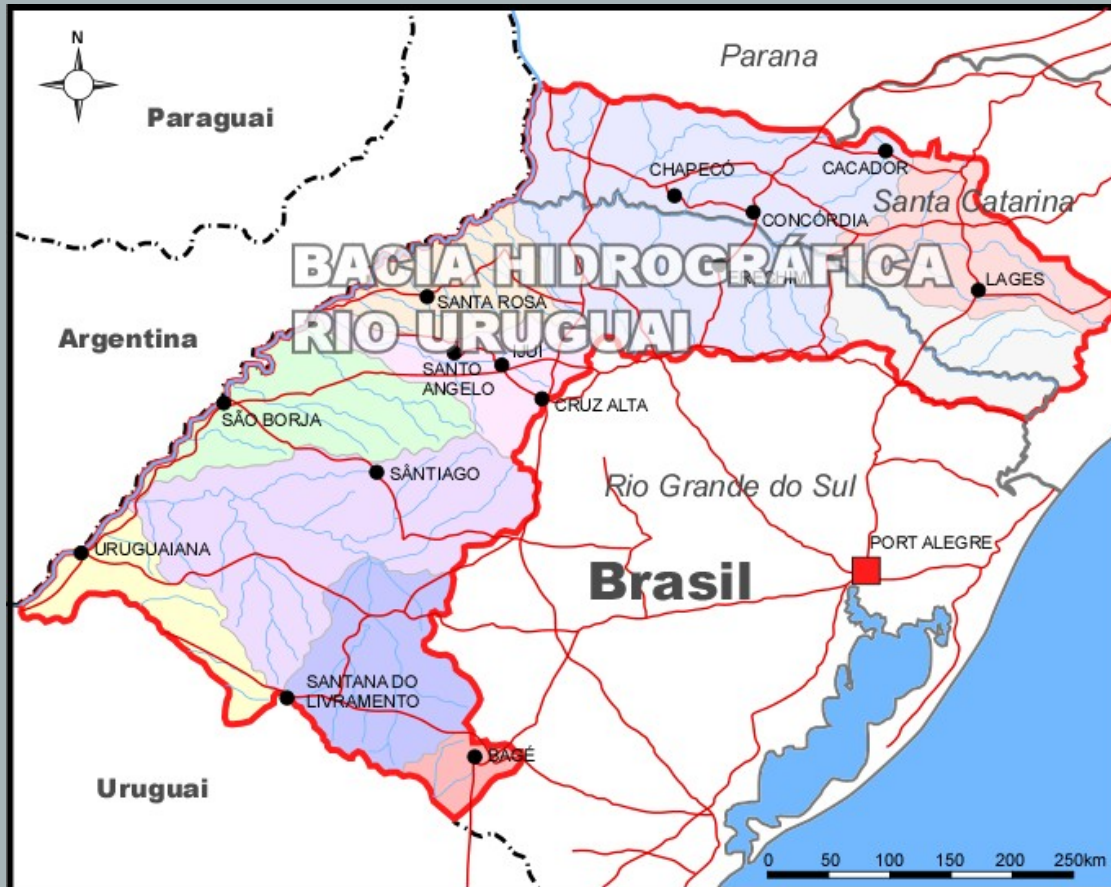 N
Parana
Paraguai
CACADOR
CHAPECÓ
Santa Catarina
CONCÓRDIA
BACIA HIDROGRÁFICA
ERECHIM
LAGES
SANTA ROSA
RIO URUGUAI
Argentina
IJUÍ
SANTO
ANGELO
CRUZ ALTA
SÃO BORJA
SÂNTIAGO
Rio Grande do Sul
PORT ALEGRE
URUGUAIANA
Brasil
SANTANA DO
LIVRAMENTO
BAGÉ
Uruguai
0 50 100 150 200 250km